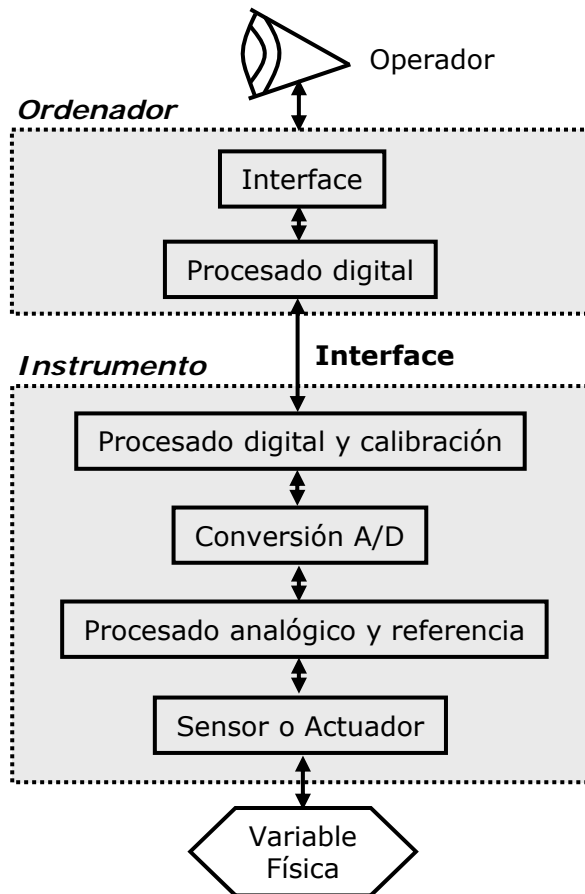 Operador
Ordenador
Interface
Procesado digital
Interface
Instrumento
Procesado digital y calibración
Conversión A/D
Procesado analógico y referencia
Sensor o Actuador
Variable
Física